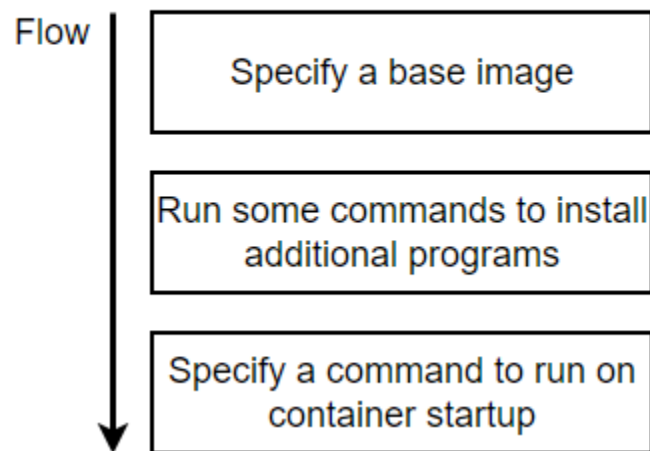 Flow
Specify a base image
Run some commands to install
additional programs
Specify a command to run on
container startup